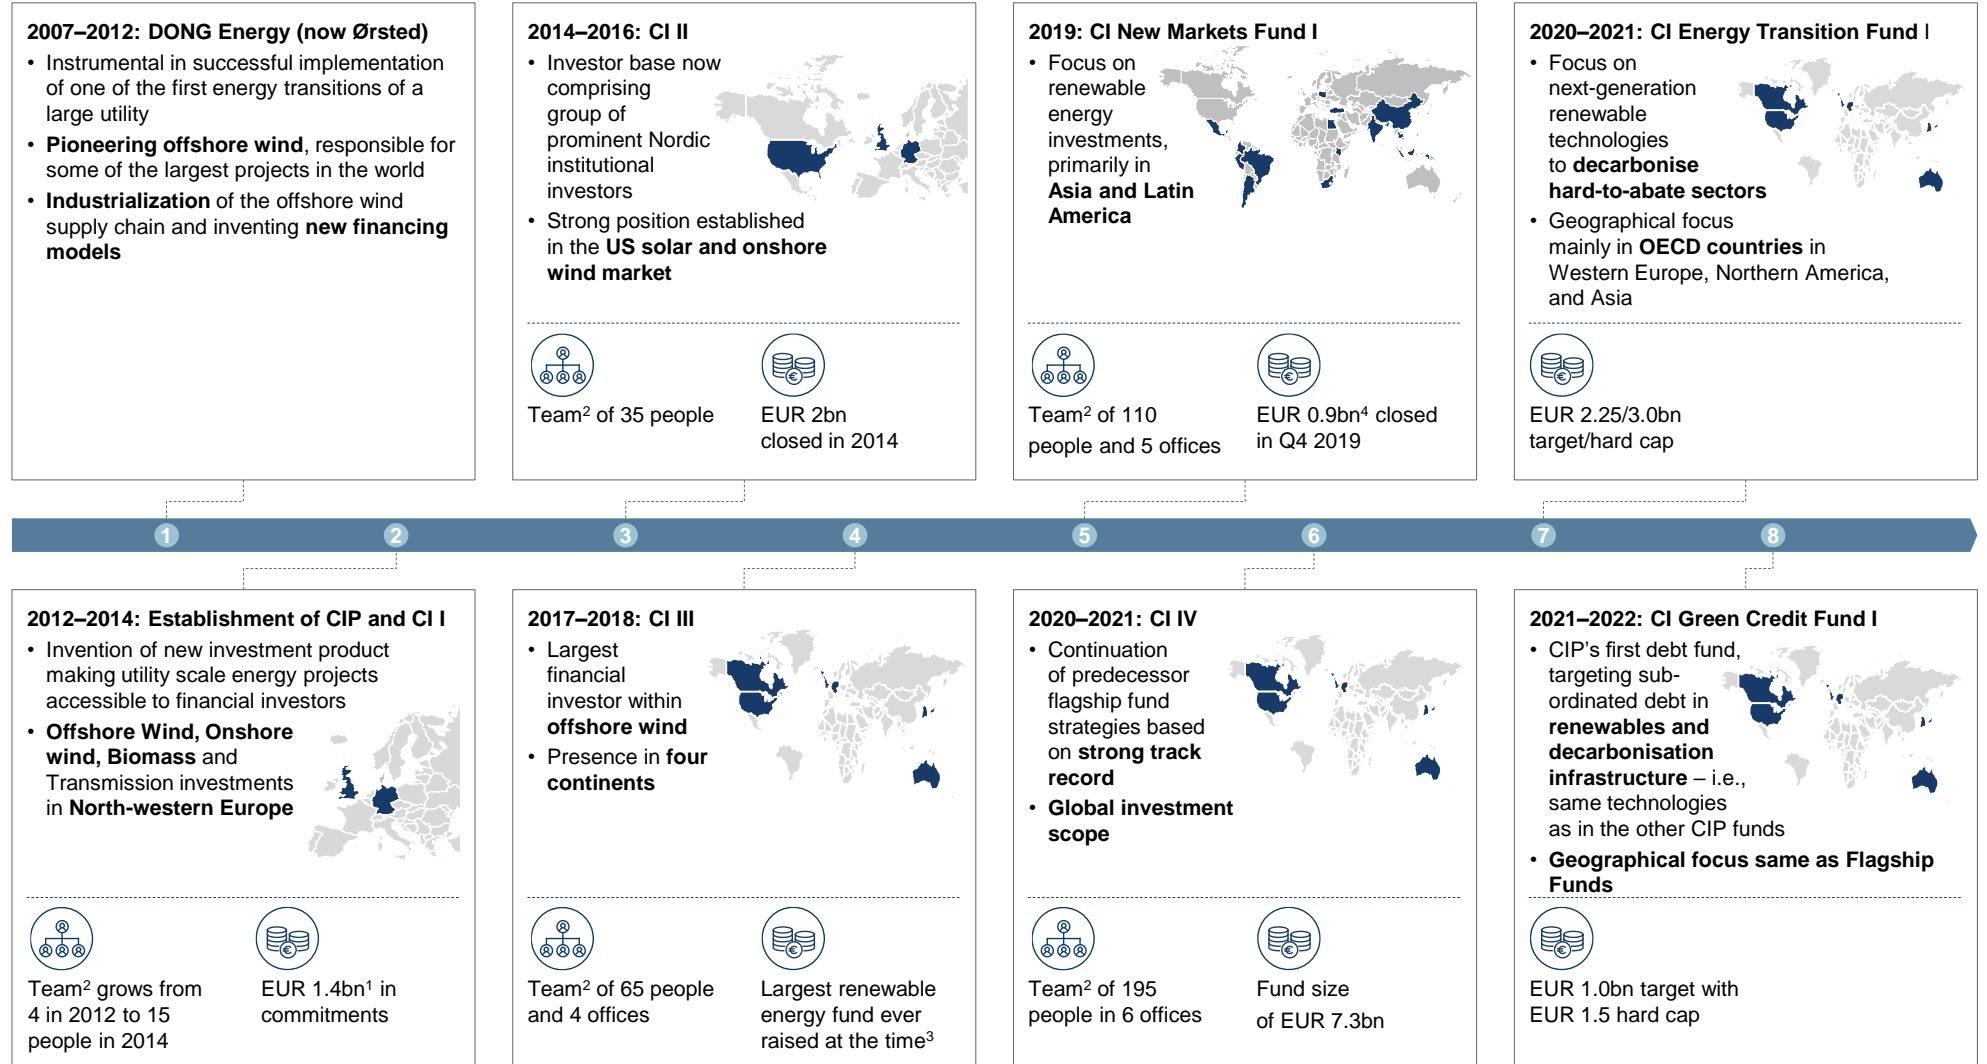 2007–2012: DONG Energy (now Ørsted)
• Instrumental in successful implementation
of one of the first energy transitions of a
large utility
• Pioneering offshore wind, responsible for
some of the largest projects in the world
• Industrialization of the offshore wind
supply chain and inventing new financing
models
2014–2016: CI II
• Investor base now
comprising
group of
prominent Nordic
institutional
investors
• Strong position established
in the US solar and onshore
wind market
Team² of 35 people
EUR 2bn
closed in 2014
2019: CI New Markets Fund I
• Focus on
renewable
energy
investments,
primarily in
Asia and Latin
America
Team² of 110
people and 5 offices
EUR 0.9bn⁴ closed
in Q4 2019
2020–2021: CI Energy Transition Fund I
• Focus on
next-generation
renewable
technologies
to decarbonise
hard-to-abate sectors
• Geographical focus
mainly in OECD countries in
Western Europe, Northern America,
and Asia
EUR 2.25/3.0bn
target/hard cap
1 2 3 4 5 6 7 8
2012–2014: Establishment of CIP and CI I
• Invention of new investment product
making utility scale energy projects
accessible to financial investors
• Offshore Wind, Onshore
wind, Biomass and
Transmission investments
in North-western Europe
Team² grows from
4 in 2012 to 15
people in 2014
EUR 1.4bn¹ in
commitments
2017–2018: CI III
• Largest
financial
investor within
offshore wind
• Presence in four
continents
Team² of 65 people
and 4 offices
Largest renewable
energy fund ever
raised at the time³
2020–2021: CI IV
• Continuation
of predecessor
flagship fund
strategies based
on strong track
record
• Global investment
scope
Team² of 195
people in 6 offices
Fund size
of EUR 7.3bn
2021–2022: CI Green Credit Fund I
• CIP's first debt fund,
targeting sub-
ordinated debt in
renewables and
decarbonisation
infrastructure – i.e.,
same technologies
as in the other CIP funds
• Geographical focus same as Flagship
Funds
EUR 1.0bn target with
EUR 1.5 hard cap